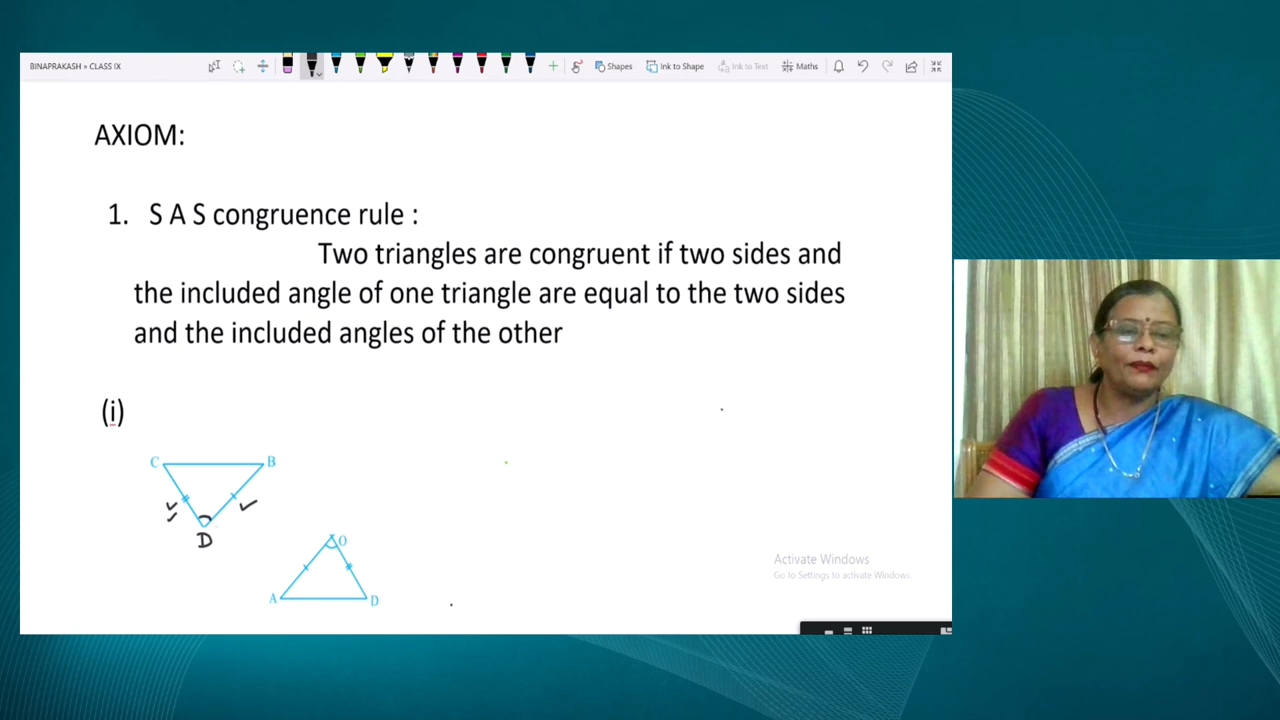 BINAPRAKASH » CLASS IX
Shapes
Ink to Shape
Ink to Text
Maths
AXIOM:
1. S A S congruence rule :
Two triangles are congruent if two sides and
the included angle of one triangle are equal to the two sides
and the included angles of the other
(i)
C B
D
O
A D
Activate Windows
Go to Settings to activate Windows.